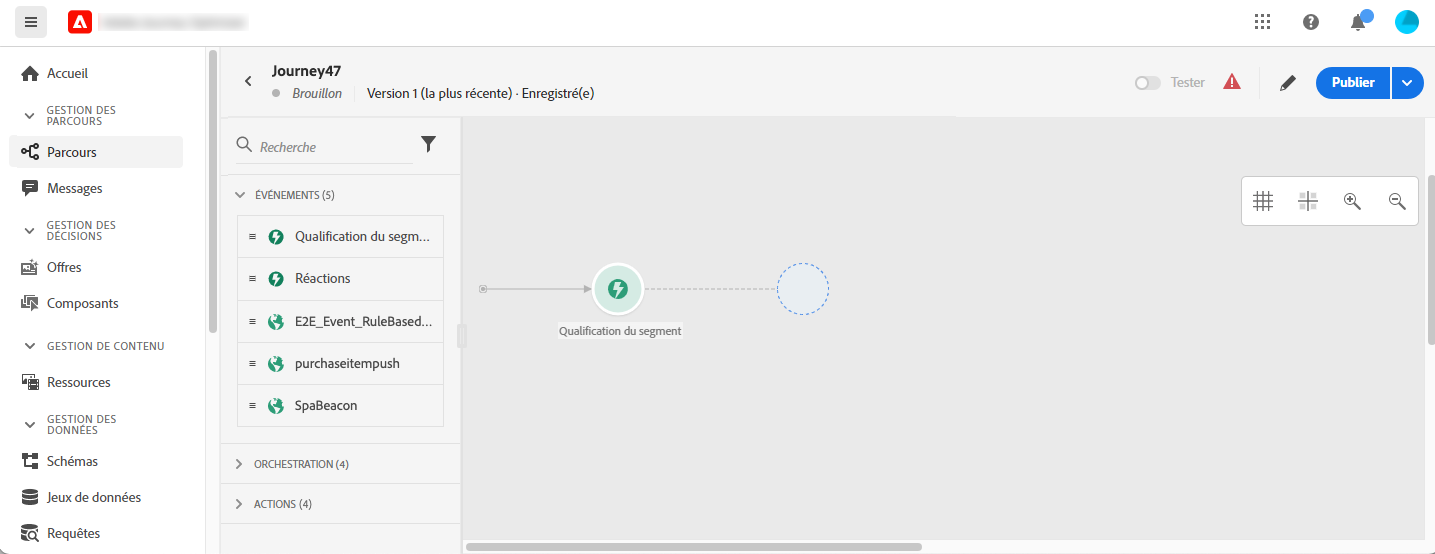 Accueil
GESTION DES
PARCOURS
Parcours
Messages
GESTION DES
DÉCISIONS
Offres
Composants
GESTION DE CONTENU
Ressources
GESTION DES
DONNÉES
Schémas
Jeux de données
Requêtes
Journey47
Brouillon
Version 1 (la plus récente) · Enregistré(e)
Tester
Publier
Recherche
ÉVÉNEMENTS (5)
Qualification du segm...
Réactions
E2E_Event_RuleBased...
purchaseitempush
SpaBeacon
ORCHESTRATION (4)
ACTIONS (4)
Qualification du segment